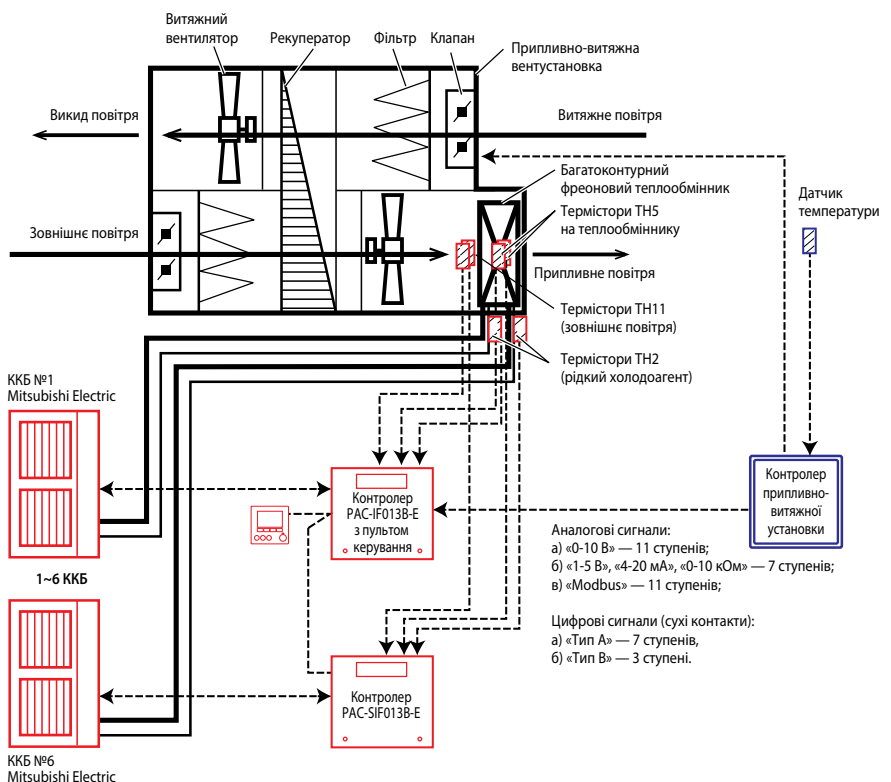 Витяжний
вентилятор
Рекуператор
Фільтр
Клапан
Припливно-витяжна
вентустановка
Викид повітря
Витяжне повітря
Багатоконтурний
фреоновий теплообмінник
Датчик
температури
Термістори TH5
на теплообміннику
Зовнішнє повітря
Припливне повітря
Термістори TH11
(зовнішнє повітря)
Термістори TH2
(рідкий холодоагент)
ККБ №1
Mitsubishi Electric
Контролер
PAC-IF013B-E
з пультом
керування
Контролер
припливно-
витяжної
установки
Аналогові сигнали:
а) «0-10 В» — 11 ступенів;
б) «1-5 В», «4-20 мА», «0-10 кОм» — 7 ступенів;
в) «Modbus» — 11 ступенів;
1~6 ККБ
Цифрові сигнали (сухі контакти):
а) «Тип А» — 7 ступенів,
б) «Тип В» — 3 ступені.
Контролер
PAC-SIF013B-E
ККБ №6
Mitsubishi Electric